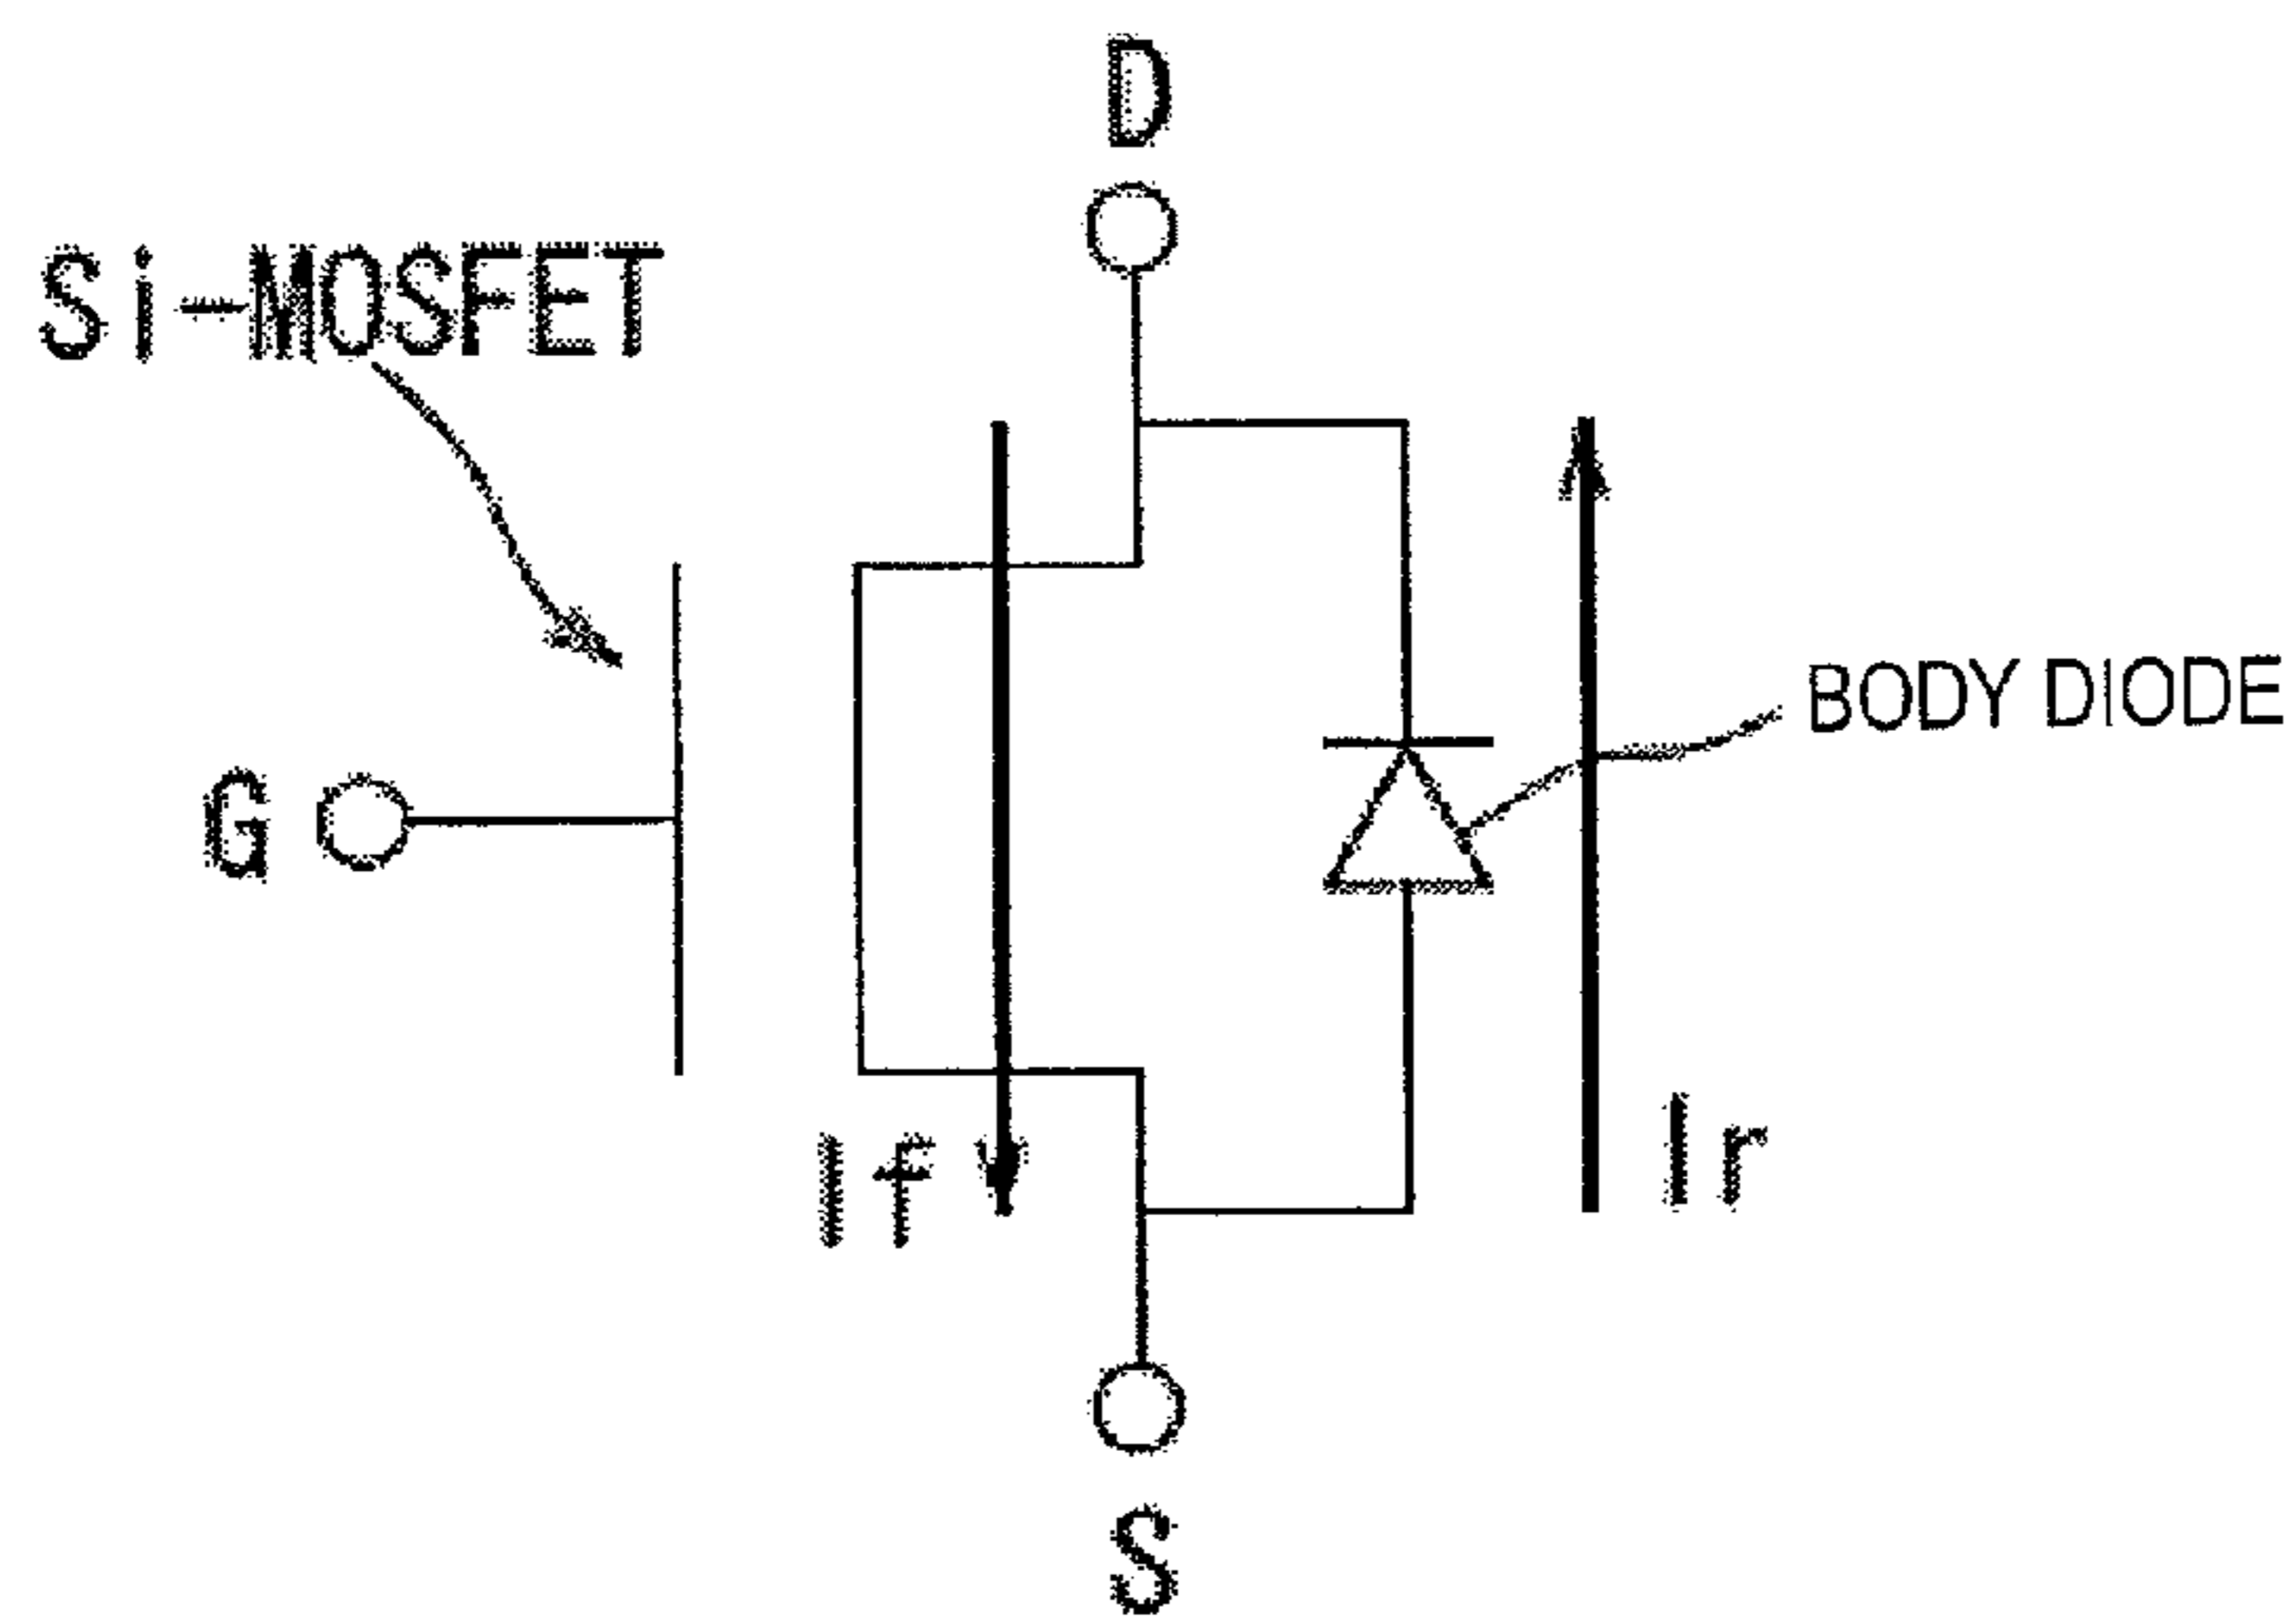 D
Si-MOSFET
BODY DIODE
G
If
Ir
S